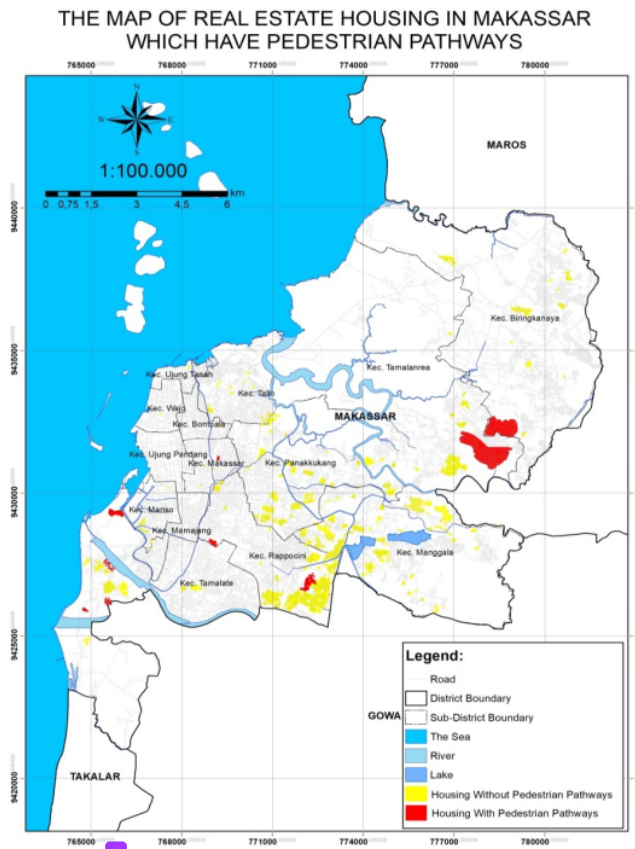 THE MAP OF REAL ESTATE HOUSING IN MAKASSAR
WHICH HAVE PEDESTRIAN PATHWAYS
765000 768000 771000 774000 777000 780000
N
W E
S
1:100.000
km
0 0,75 1,5 3 4,5 6
MAROS
9440000
Kec. Biringkanaya
9435000
Kec. Ujung Tanah
Kec. Tamalanrea
Kec. Tallo
Kec. Wajo
MAKASSAR
Kec. Bontoala
Kec. Ujung Pandang
Kec. Makassar
Kec. Panakkukang
9430000
Kec. Mariso
Kec. Mamajang
Kec. Rappocini
Kec. Manggala
Kec. Tamalate
9425000
GOWA
TAKALAR
9420000
Legend:
Road
District Boundary
Sub-District Boundary
The Sea
River
Lake
Housing Without Pedestrian Pathways
Housing With Pedestrian Pathways
765000 768000 771000 774000 777000 780000